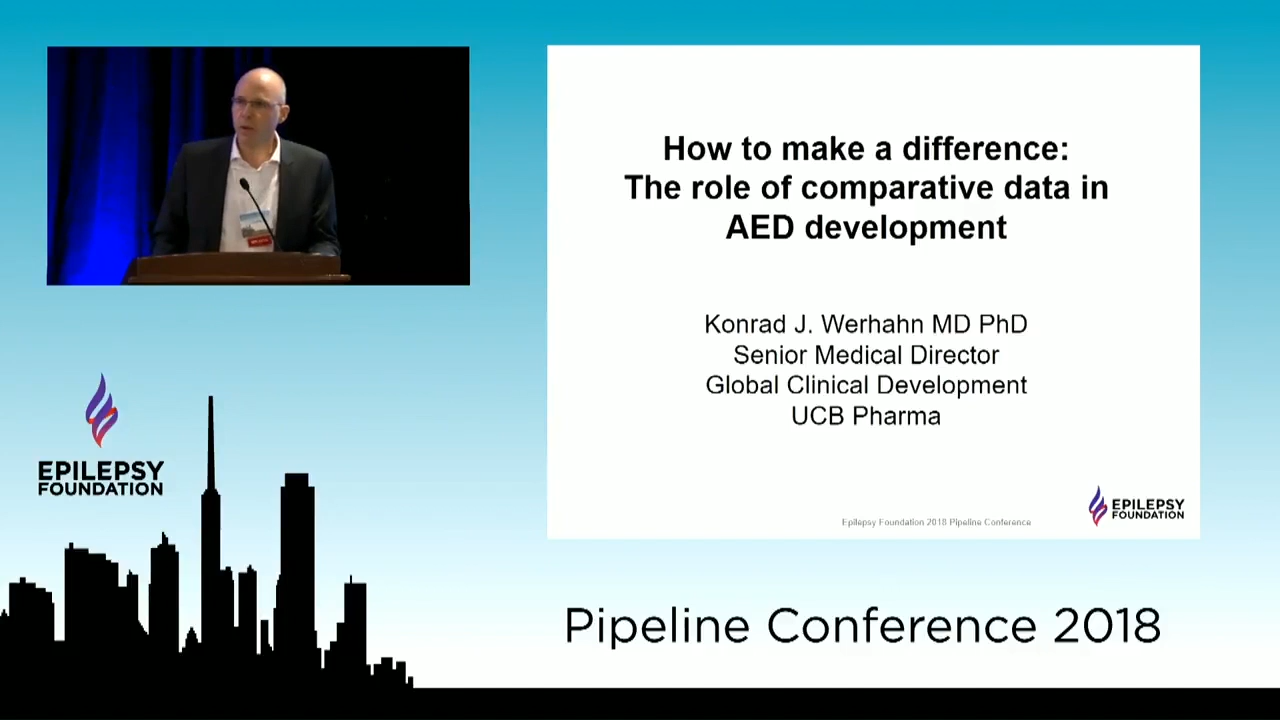 How to make a difference:
The role of comparative data in
AED development
Konrad J. Werhahn MD PhD
Senior Medical Director
Global Clinical Development
UCB Pharma
Epilepsy Foundation 2018 Pipeline Conference
EPILEPSY
FOUNDATION
EPILEPSY
FOUNDATION
Pipeline Conference 2018